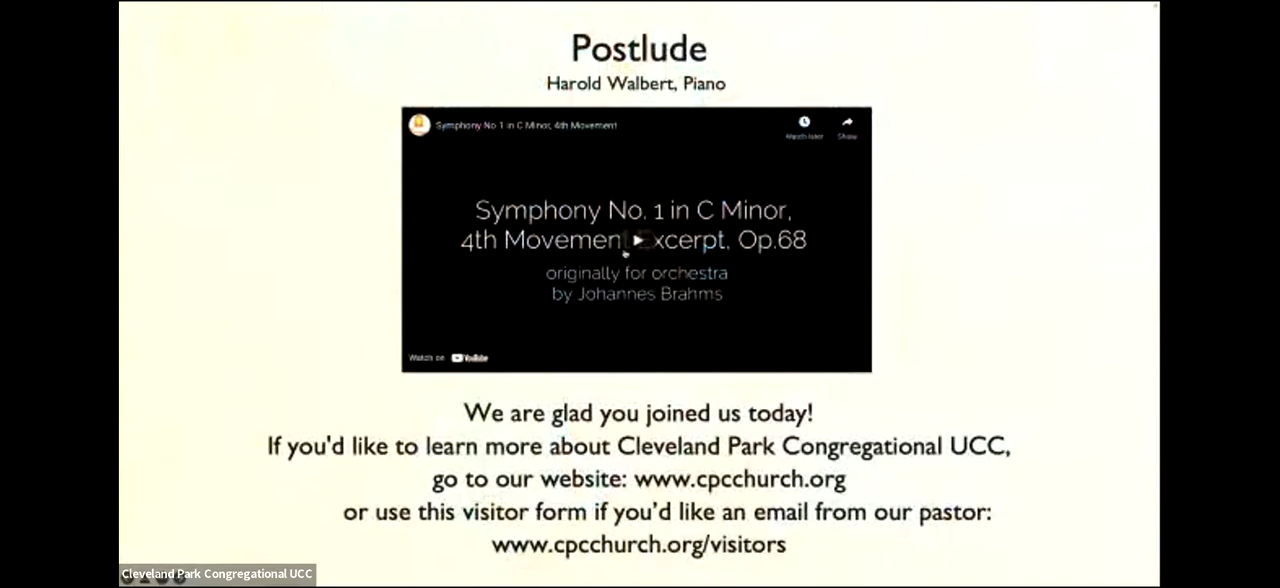 Postlude
Harold Walbert, Piano
Symphony No 1 in C Minor, 4th Movement
Watch later
Share
Symphony No. 1 in C Minor,
4th Movement Excerpt, Op.68
originally for orchestra
by Johannes Brahms
Watch on YouTube
We are glad you joined us today!
If you'd like to learn more about Cleveland Park Congregational UCC,
go to our website: www.cpcchurch.org
or use this visitor form if you’d like an email from our pastor:
www.cpcchurch.org/visitors
Cleveland Park Congregational UCC